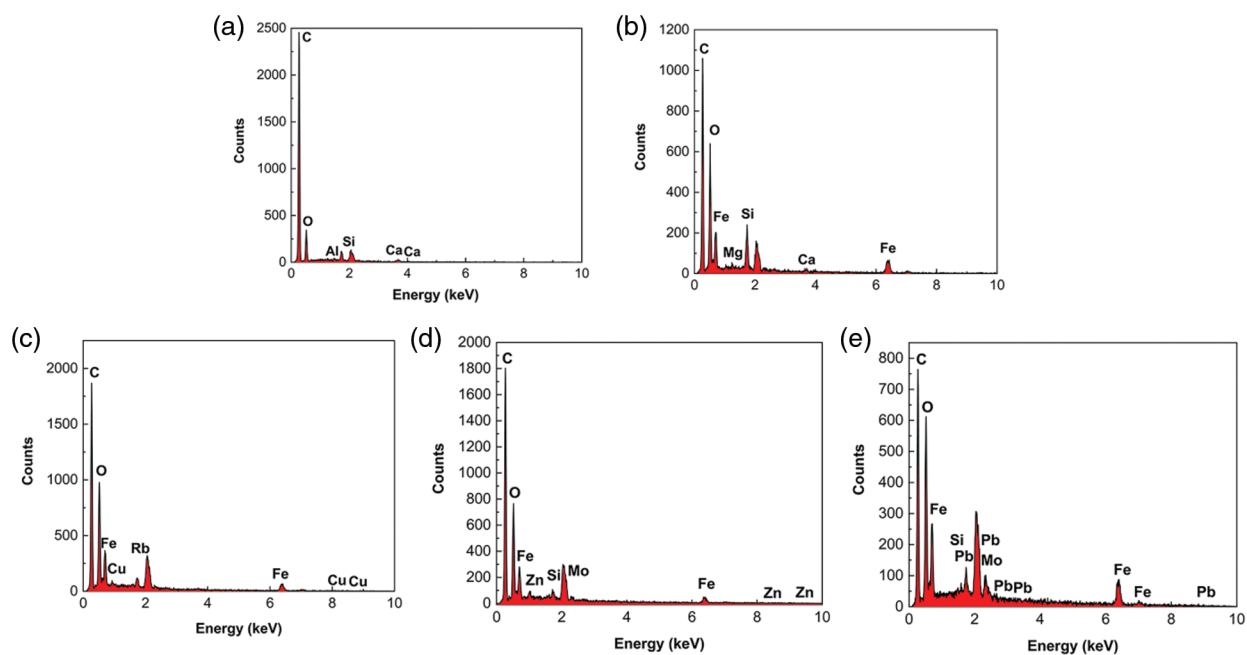 (a)
2500
2000
1500
1000
500
0
Counts
C
O
Al
Si
Ca Ca
0 2 4 6 8 10
Energy (keV)
(b)
1200
1000
800
600
400
200
0
Counts
C
O
Fe
Si
Mg
Ca
Fe
0 2 4 6 8 10
Energy (keV)
(c)
2000
1500
1000
500
0
Counts
C
O
Fe
Cu
Rb
Fe
Cu Cu
0 2 4 6 8 10
Energy (keV)
(d)
2000
1800
1600
1400
1200
1000
800
600
400
200
0
Counts
C
O
Fe
Zn
Si
Mo
Fe
Zn Zn
0 2 4 6 8 10
Energy (keV)
(e)
800
700
600
500
400
300
200
100
0
Counts
C
O
Fe
Si
Pb
Pb
Mo
Pb Pb
Fe
Fe
Pb
0 2 4 6 8 10
Energy (keV)